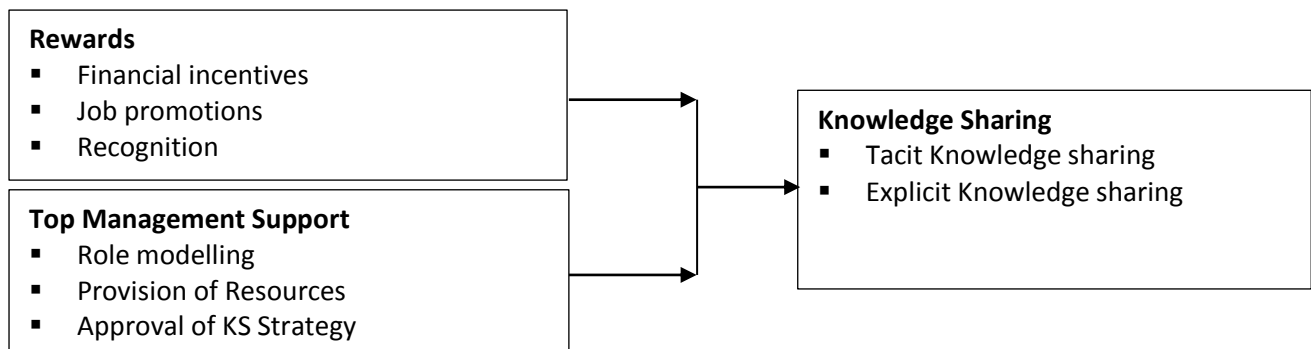 Rewards
▪ Financial incentives
▪ Job promotions
▪ Recognition
Top Management Support
▪ Role modelling
▪ Provision of Resources
▪ Approval of KS Strategy
Knowledge Sharing
▪ Tacit Knowledge sharing
▪ Explicit Knowledge sharing